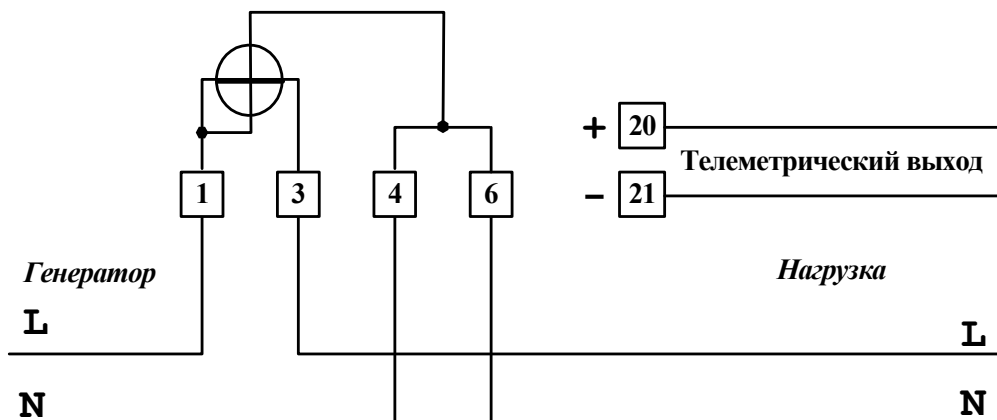 + 20
Телеметрический выход
1 3 4 6 - 21
Генератор Нагрузка
L
L
N N